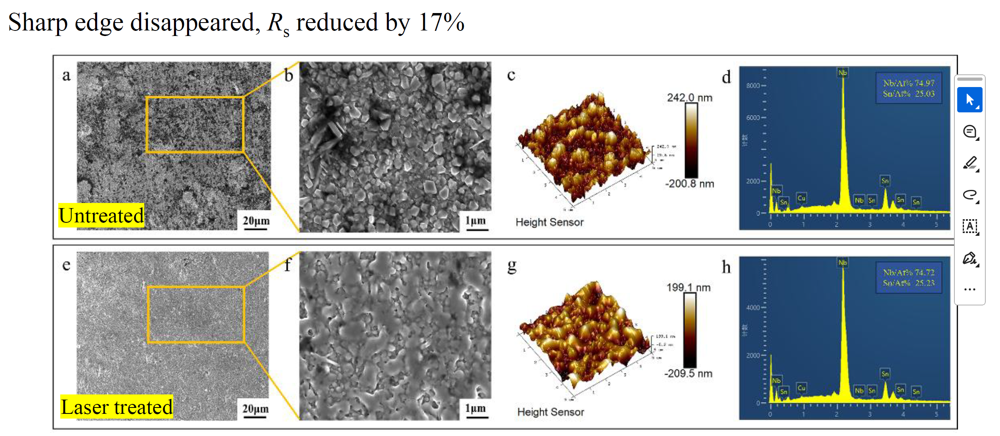 Sharp edge disappeared, Rs reduced by 17%
a
b
c
d
Untreated
20μm
1μm
242.0 nm
-200.8 nm
Height Sensor
Nb/At% 74.97
Sn/At% 25.03
8000
6000
2000
0
计数
Nb
Nb
Sn
Cu
Nb
Sn
Sn
Sn
Sn
0 1 2 3 4 5
e
f
g
h
Laser treated
20μm
1μm
199.1 nm
-209.5 nm
Height Sensor
Nb/At% 74.72
Sn/At% 25.23
4000
2000
0
计数
Nb
Nb
Sn
Cu
Nb
Sn
Sn
Sn
Sn
0 1 2 3 4 5
A